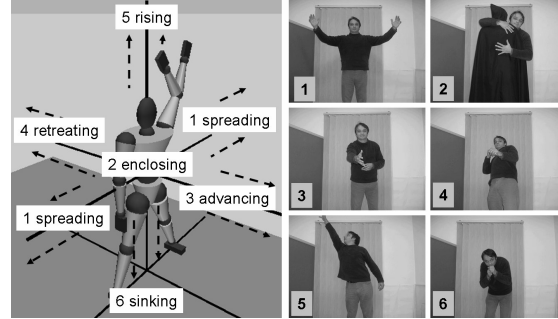 5 rising
1 spreading
4 retreating
2 enclosing
3 advancing
1 spreading
6 sinking
1
2
3
4
5
6